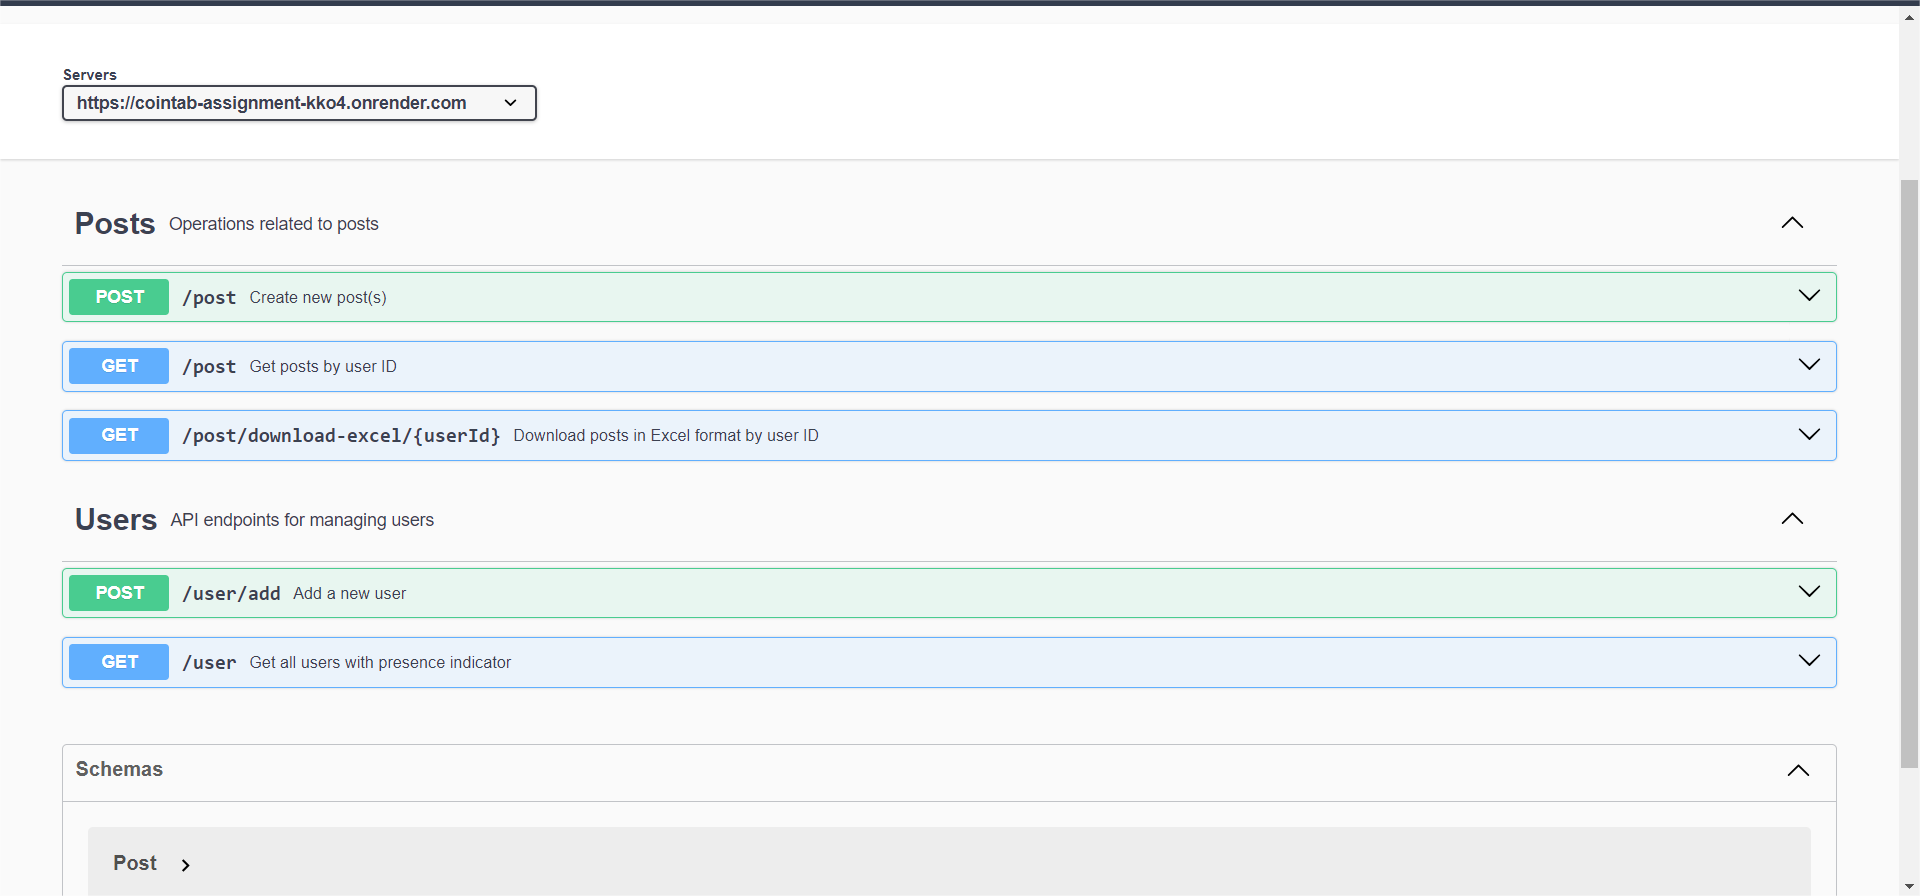 Servers
https://cointab-assignment-kko4.onrender.com
Posts Operations related to posts
POST /post Create new post(s)
GET /post Get posts by user ID
GET /post/download-excel/{userId} Download posts in Excel format by user ID
Users API endpoints for managing users
POST /user/add Add a new user
GET /user Get all users with presence indicator
Schemas
Post